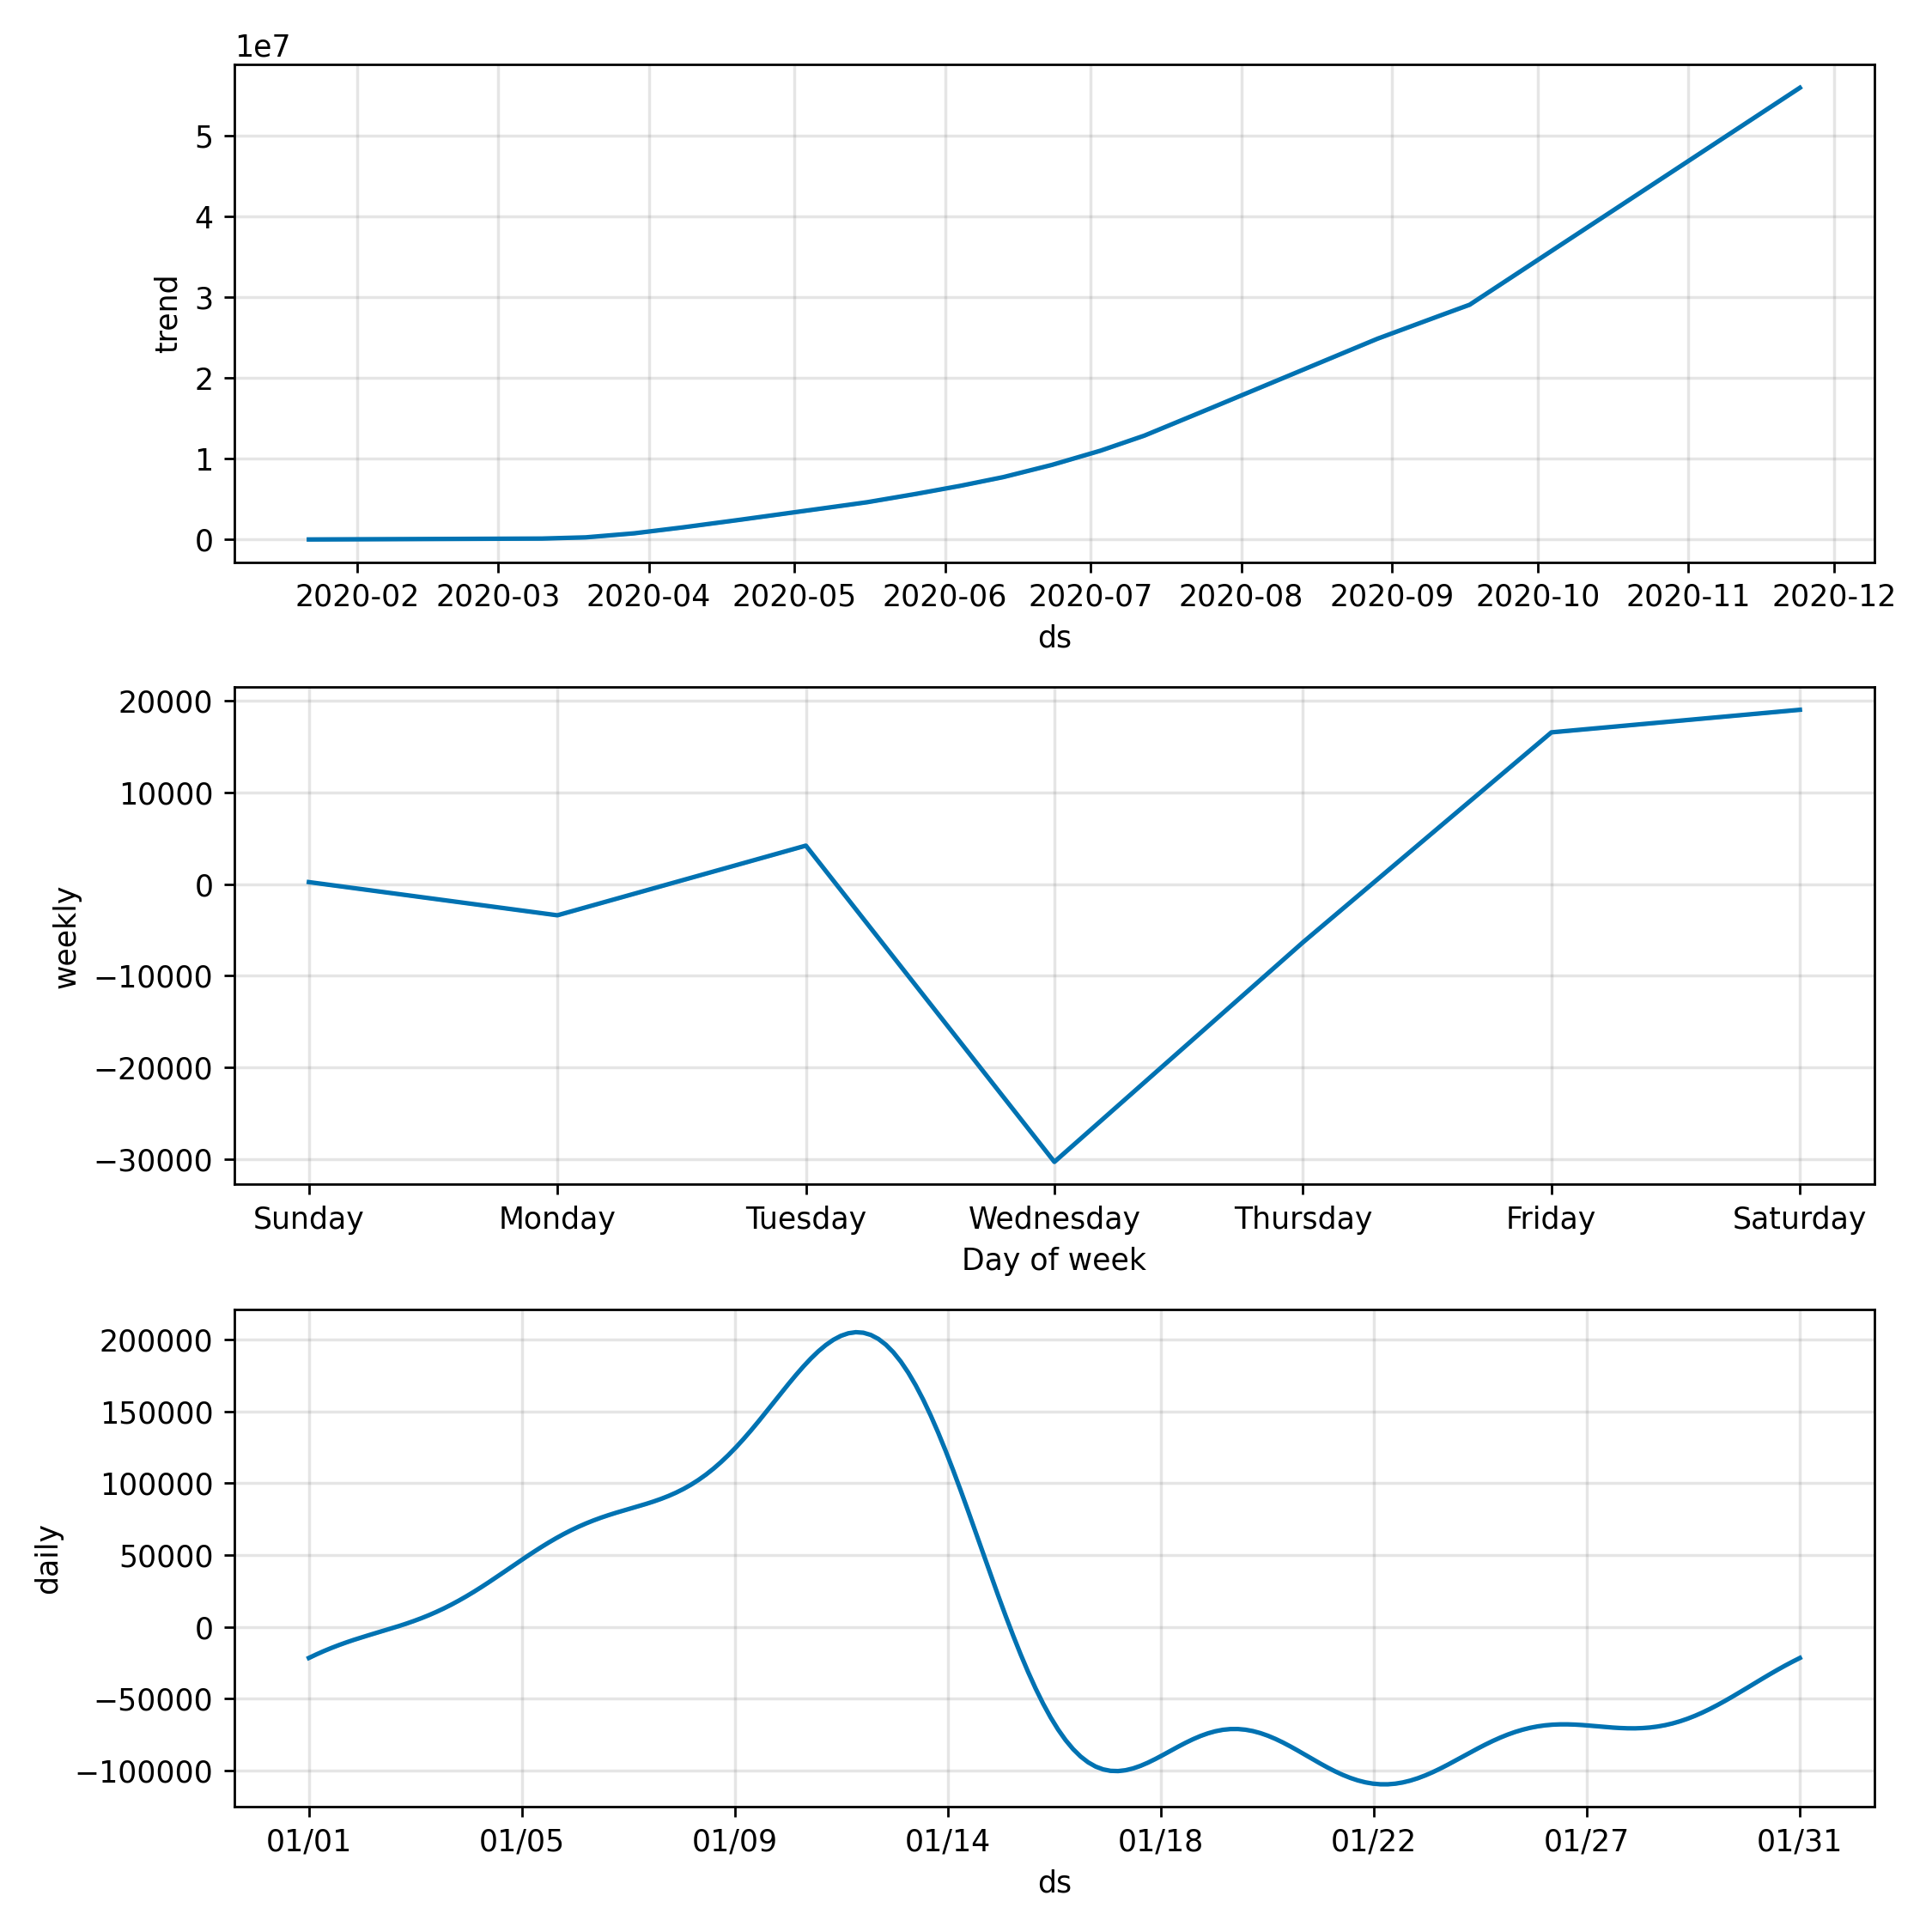 1e7
5
4
3
2
1
0
trend
2020-02 2020-03 2020-04 2020-05 2020-06 2020-07 2020-08 2020-09 2020-10 2020-11 2020-12
ds
20000
10000
0
−10000
−20000
−30000
weekly
Sunday Monday Tuesday Wednesday Thursday Friday Saturday
Day of week
200000
150000
100000
50000
0
−50000
−100000
daily
01/01 01/05 01/09 01/14 01/18 01/22 01/27 01/31
ds